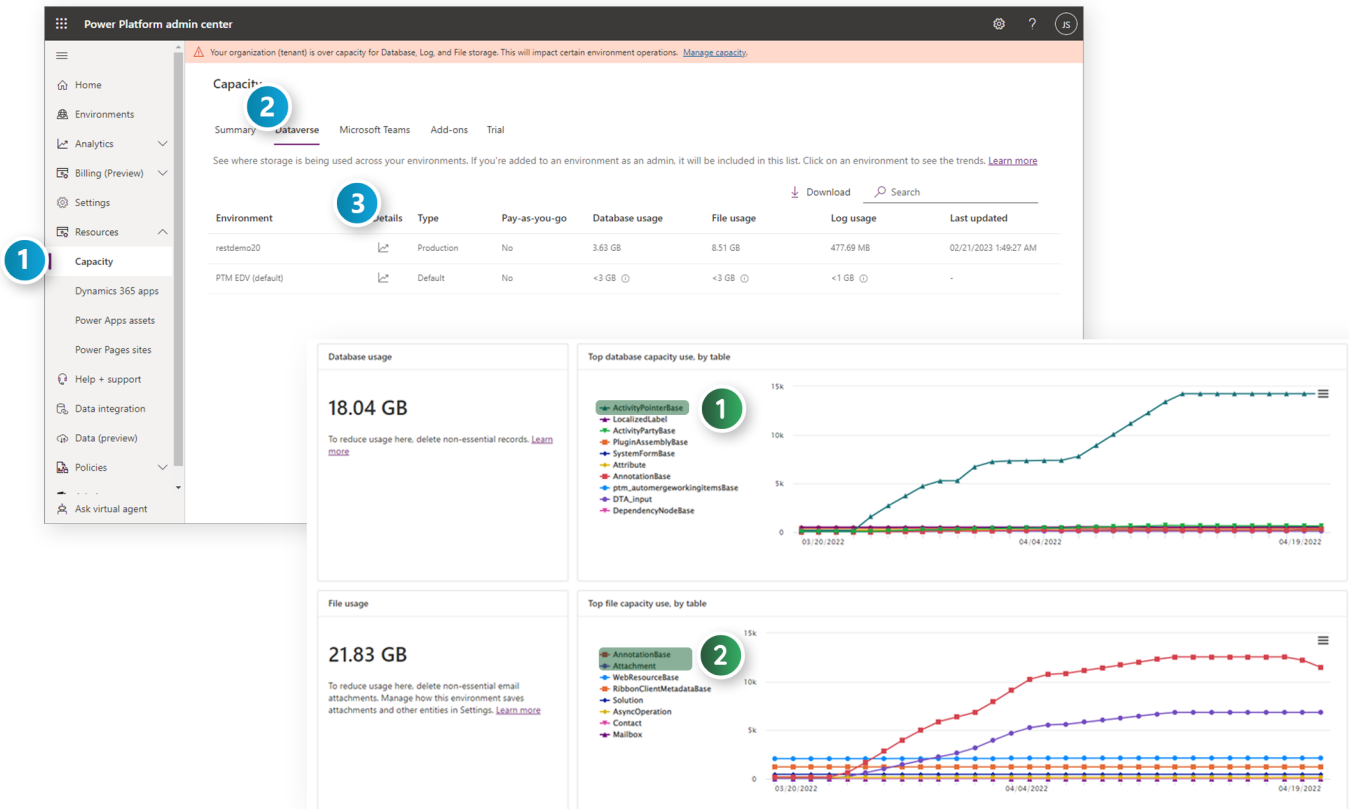 Power Platform admin center
? JS
Your organization (tenant) is over capacity for Database, Log, and File storage. This will impact certain environment operations. Manage capacity.
Home
Environments
Analytics
Billing (Preview)
Settings
Resources
1
Capacity
Dynamics 365 apps
Power Apps assets
Power Pages sites
Help + support
Data integration
Data (preview)
Policies
Ask virtual agent
Capacity
2
Summary Dataverse Microsoft Teams Add-ons Trial
See where storage is being used across your environments. If you're added to an environment as an admin, it will be included in this list. Click on an environment to see the trends. Learn more
Download Search
3
Environment Details Type Pay-as-you-go Database usage File usage Log usage Last updated
restdemo20 Production No 3.63 GB 8.51 GB 477.69 MB 02/21/2023 1:49:27 AM
PTM EDV (default) Default No <3 GB <3 GB <1 GB -
Database usage
18.04 GB
To reduce usage here, delete non-essential records. Learn
more
Top database capacity use, by table
1
ActivityPointerBase
LocalizedLabel
ActivityPartyBase
PluginAssemblyBase
SystemFormBase
Attribute
AnnotationBase
ptm_automergeworkingitemsBase
DTA_input
DependencyNodeBase
15k
10k
5k
0
03/20/2022 04/04/2022 04/19/2022
File usage
21.83 GB
To reduce usage here, delete non-essential email
attachments. Manage how this environment saves
attachments and other entities in Settings. Learn more
Top file capacity use, by table
2
AnnotationBase
Attachment
WebResourceBase
RibbonClientMetadataBase
Solution
AsyncOperation
Contact
Mailbox
15k
10k
5k
0
03/20/2022 04/04/2022 04/19/2022